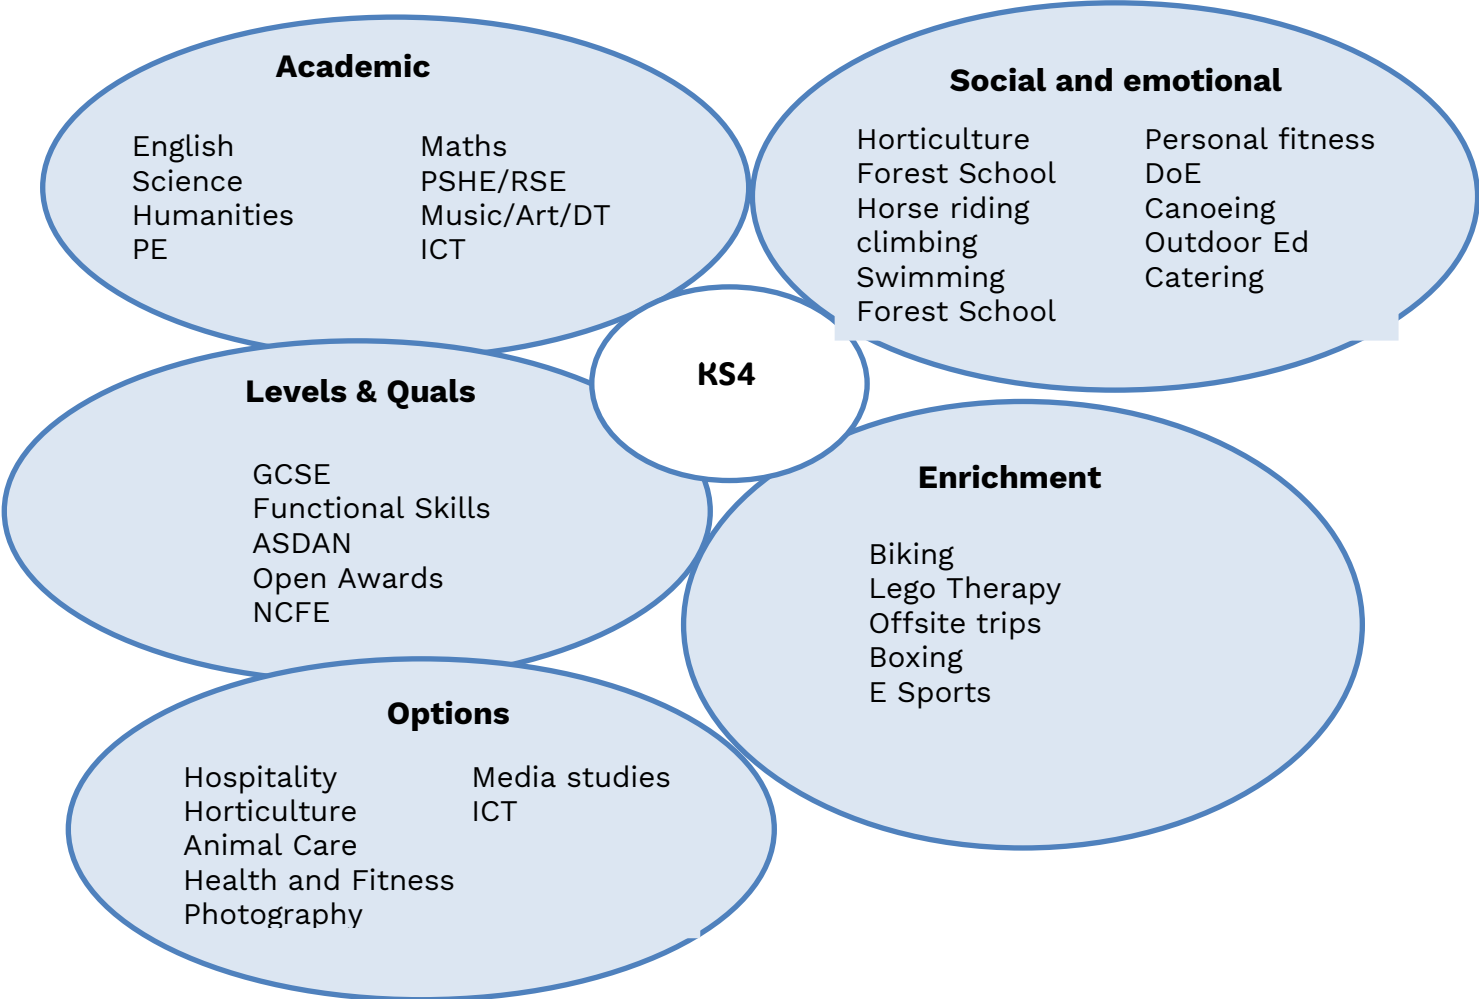 Academic
English
Science
Humanities
PE
Maths
PSHE/RSE
Music/Art/DT
ICT
Social and emotional
Horticulture
Forest School
Horse riding
climbing
Swimming
Forest School
Personal fitness
DoE
Canoeing
Outdoor Ed
Catering
KS4
Levels & Quals
GCSE
Functional Skills
ASDAN
Open Awards
NCFE
Enrichment
Biking
Lego Therapy
Offsite trips
Boxing
E Sports
Options
Hospitality
Horticulture
Animal Care
Health and Fitness
Photography
Media studies
ICT